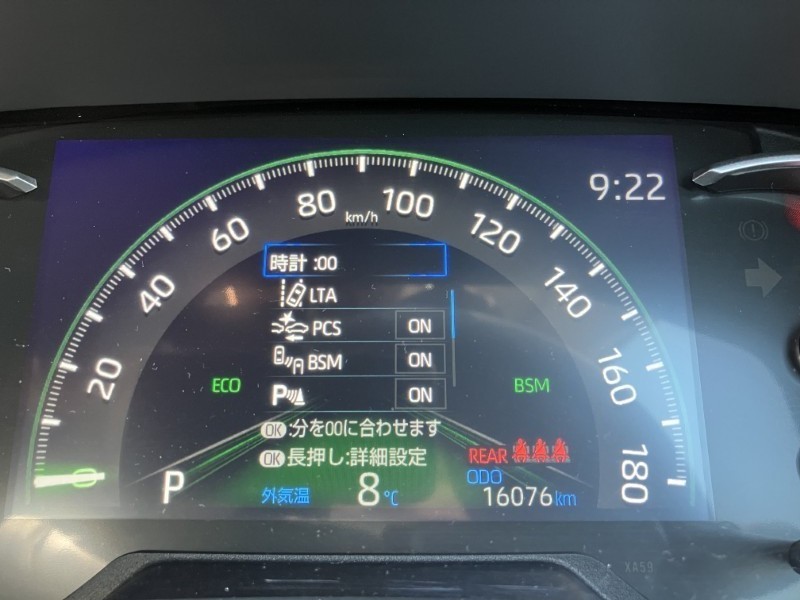 9:22
80
km/h
100
60
120
40
140
20
160
180
時計 :00
LTA
PCS ON
BSM ON
P ON
ECO
BSM
OK :分を00に合わせます
OK 長押し:詳細設定
REAR
ODO
P
外気温 8℃
16076km
XA59